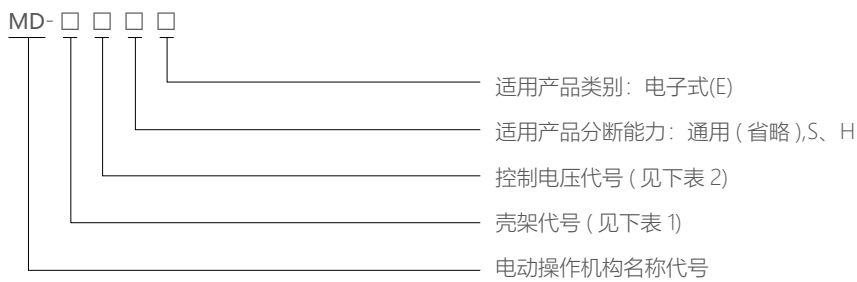 MD-□ □ □ □
适用产品类别：电子式(E)
适用产品分断能力：通用 ( 省略 ),S、H
控制电压代号 ( 见下表 2)
壳架代号 ( 见下表 1)
电动操作机构名称代号